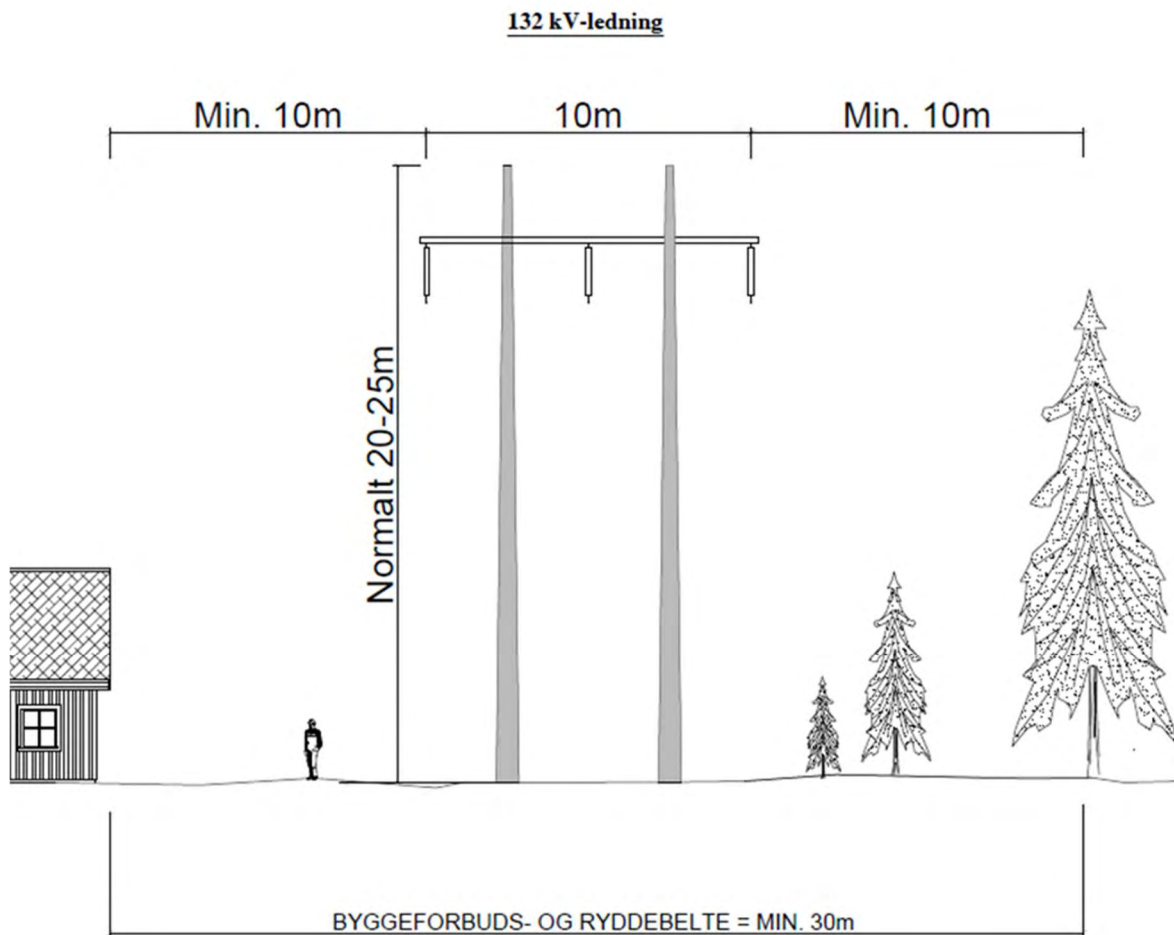 132 kV-ledning
Min. 10m
10m
Min. 10m
Normalt 20-25m
BYGGEFORBUDS- OG RYDDEBELTE = MIN. 30m